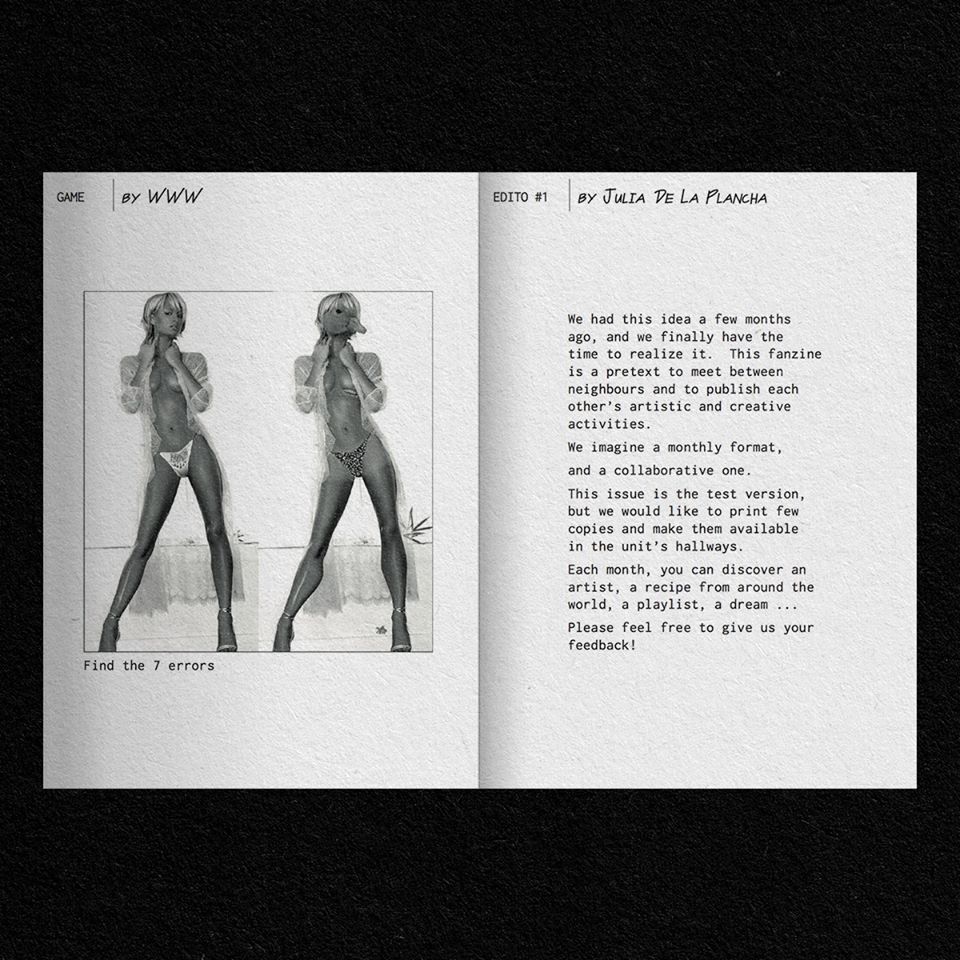 GAME
by WWW
Find the 7 errors
EDITO #1
by Julia De La Plancha
We had this idea a few months
ago, and we finally have the
time to realize it.  This fanzine
is a pretext to meet between
neighbours and to publish each
other's artistic and creative
activities.
We imagine a monthly format,
and a collaborative one.
This issue is the test version,
but we would like to print few
copies and make them available
in the unit's hallways.
Each month, you can discover an
artist, a recipe from around the
world, a playlist, a dream ...
Please feel free to give us your
feedback!